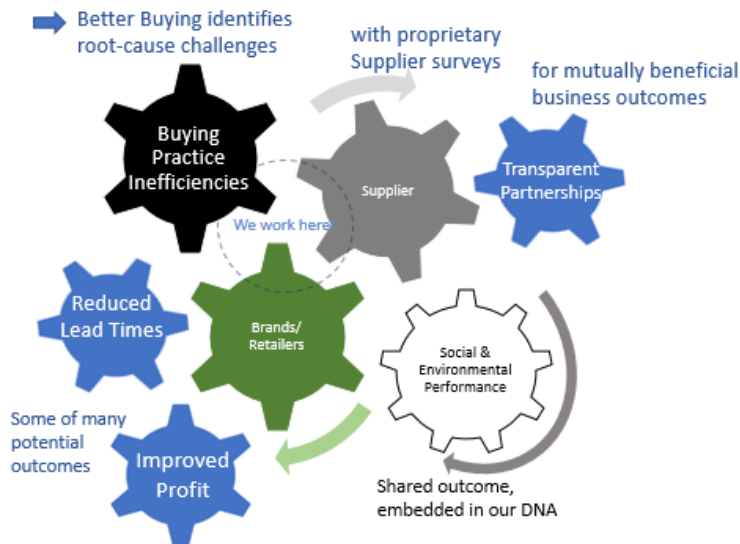 Better Buying identifies
root-cause challenges
with proprietary
Supplier surveys
for mutually beneficial
business outcomes
Buying
Practice
Inefficiencies
Supplier
Transparent
Partnerships
We work here
Reduced
Lead Times
Brands/
Retailers
Social &
Environmental
Performance
Some of many
potential
outcomes
Improved
Profit
Shared outcome,
embedded in our DNA